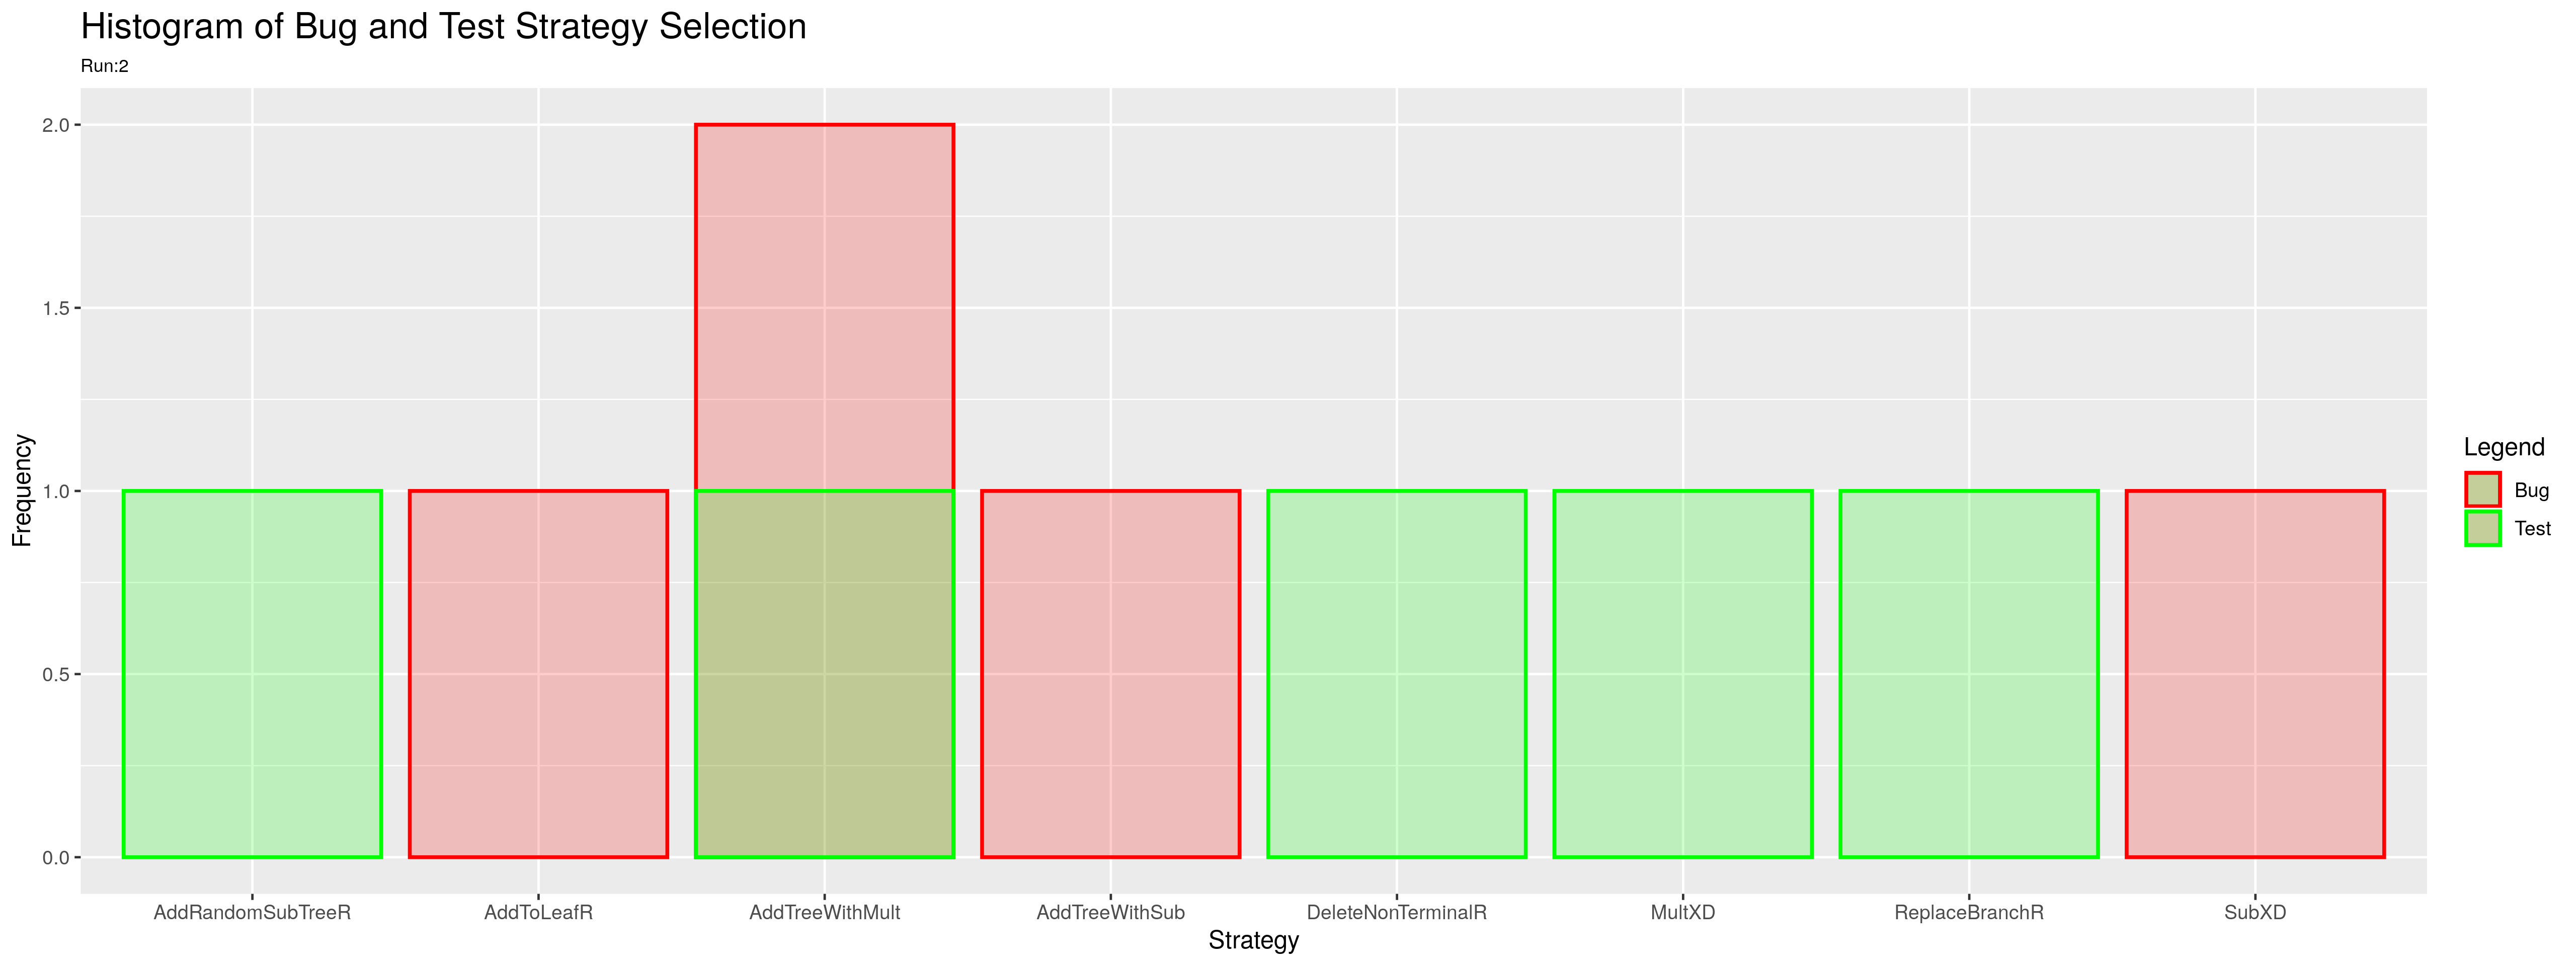 Histogram of Bug and Test Strategy Selection
Run:2
2.0
1.5
1.0
0.5
0.0
Frequency
AddRandomSubTreeR AddToLeafR AddTreeWithMult AddTreeWithSub DeleteNonTerminalR MultXD ReplaceBranchR SubXD
Strategy
Legend
Bug
Test